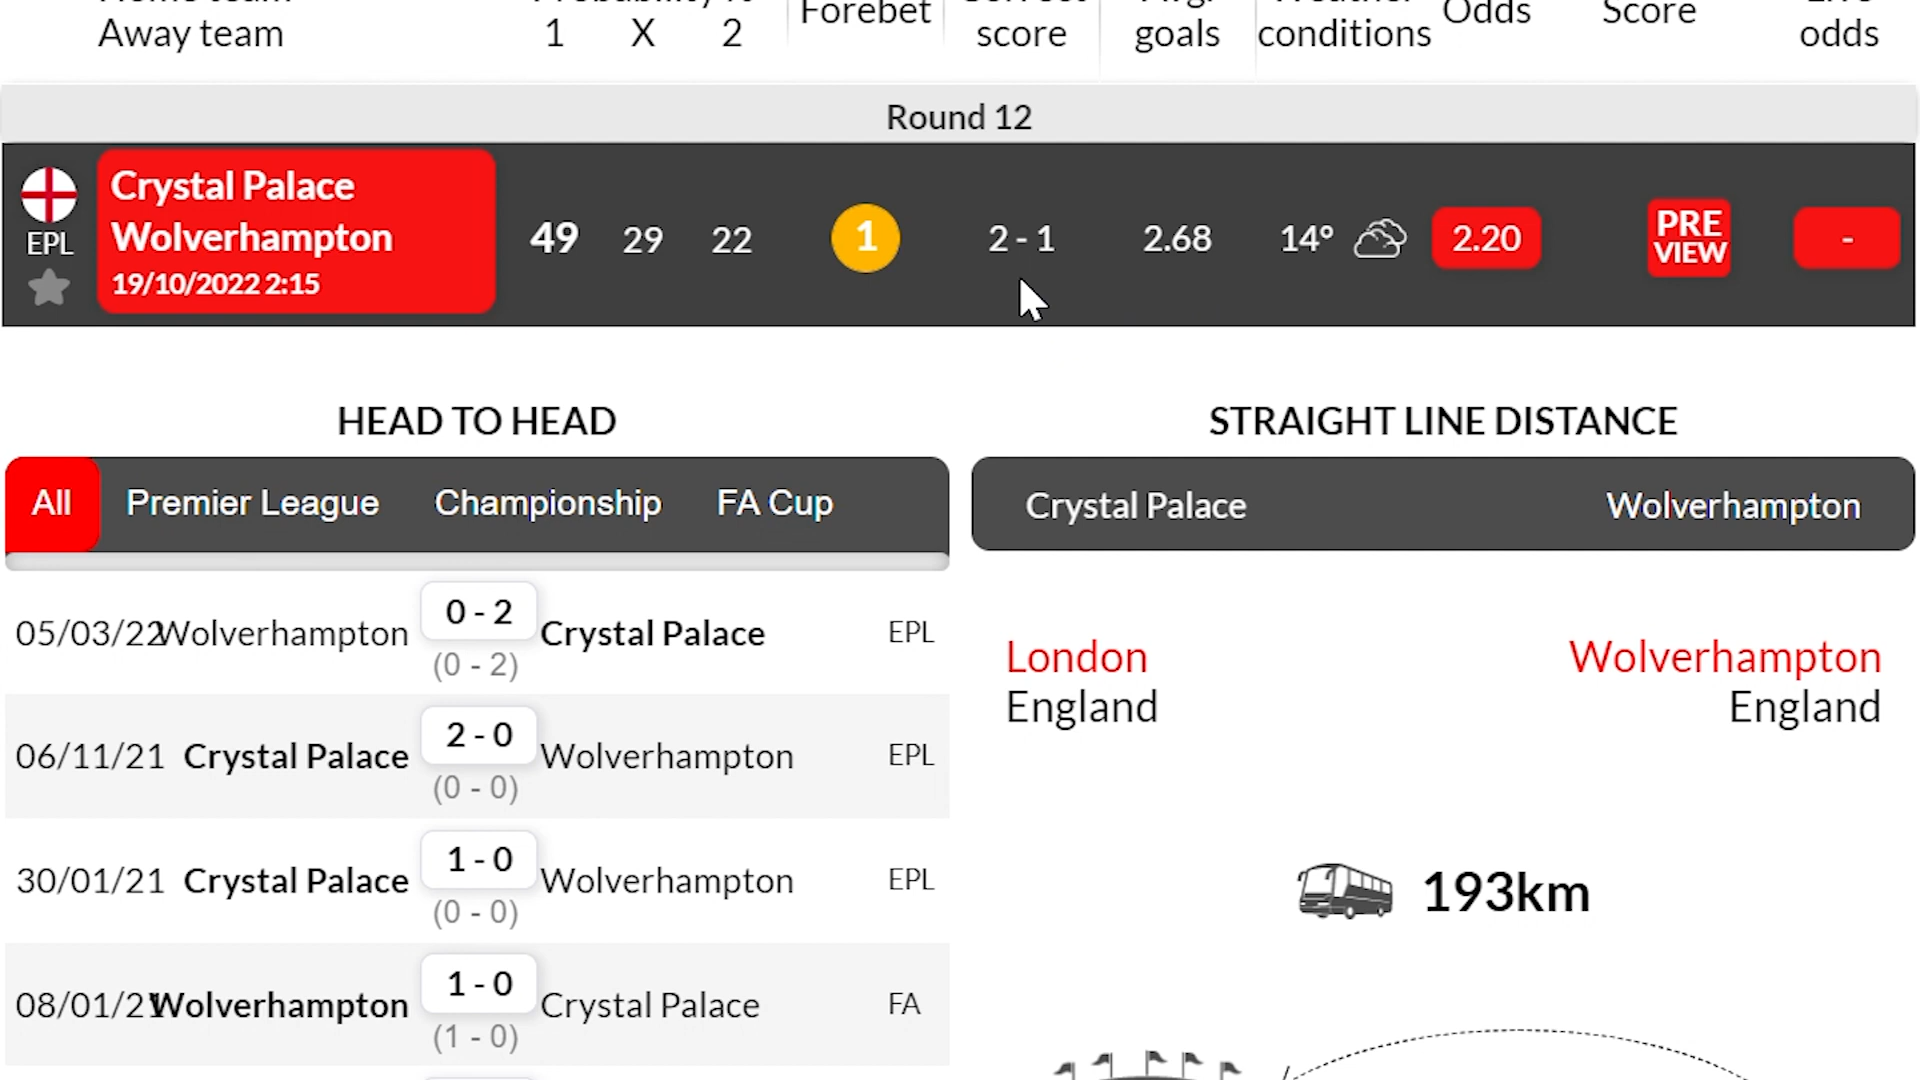 Away team 1 X 2 Forebet score goals conditions Odds Score odds
Round 12
Crystal Palace
Wolverhampton
19/10/2022 2:15
EPL
49 29 22 1 2 - 1 2.68 14° 2.20 PRE VIEW -
HEAD TO HEAD
All Premier League Championship FA Cup
05/03/22 Wolverhampton 0 - 2 Crystal Palace EPL
(0 - 2)
06/11/21 Crystal Palace 2 - 0 Wolverhampton EPL
(0 - 0)
30/01/21 Crystal Palace 1 - 0 Wolverhampton EPL
(0 - 0)
08/01/21 Wolverhampton 1 - 0 Crystal Palace FA
(1 - 0)
STRAIGHT LINE DISTANCE
Crystal Palace Wolverhampton
London Wolverhampton
England England
193km